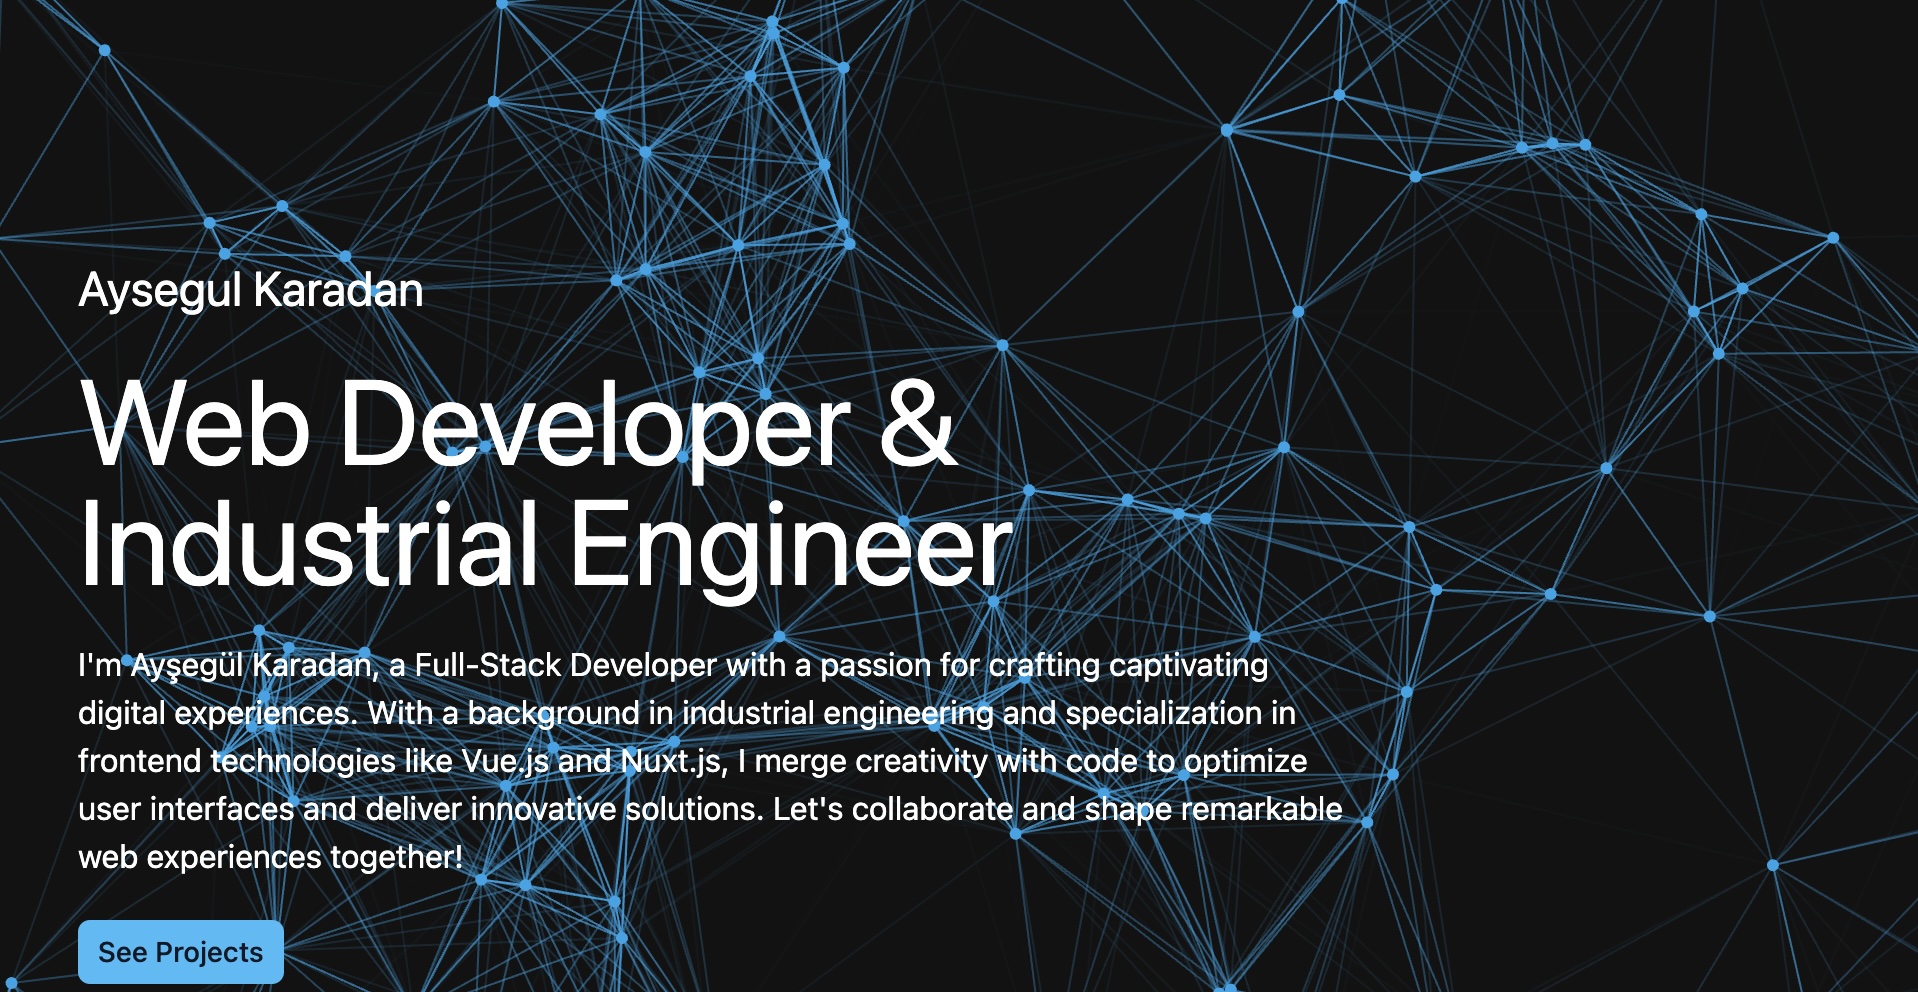 Aysegul Karadan
Web Developer &
Industrial Engineer
I'm Ayşegül Karadan, a Full-Stack Developer with a passion for crafting captivating
digital experiences. With a background in industrial engineering and specialization in
frontend technologies like Vue.js and Nuxt.js, I merge creativity with code to optimize
user interfaces and deliver innovative solutions. Let's collaborate and shape remarkable
web experiences together!
See Projects